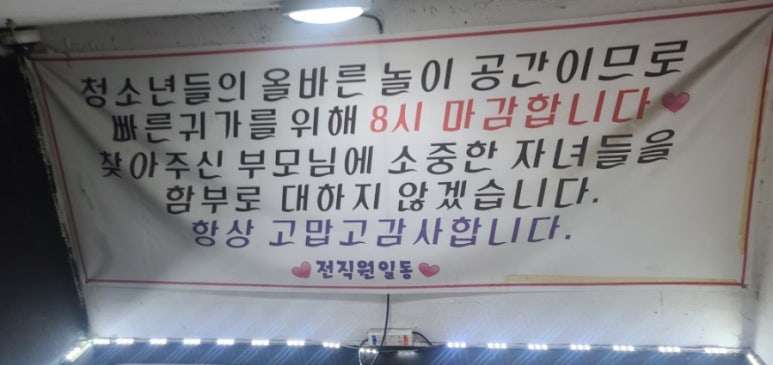 청소년들의 올바른 놀이 공간이므로
빠른귀가를 위해 8시 마감합니다
찾아주신 부모님에 소중한 자녀들을
함부로 대하지 않겠습니다.
항상 고맙고감사합니다.
전직원일동